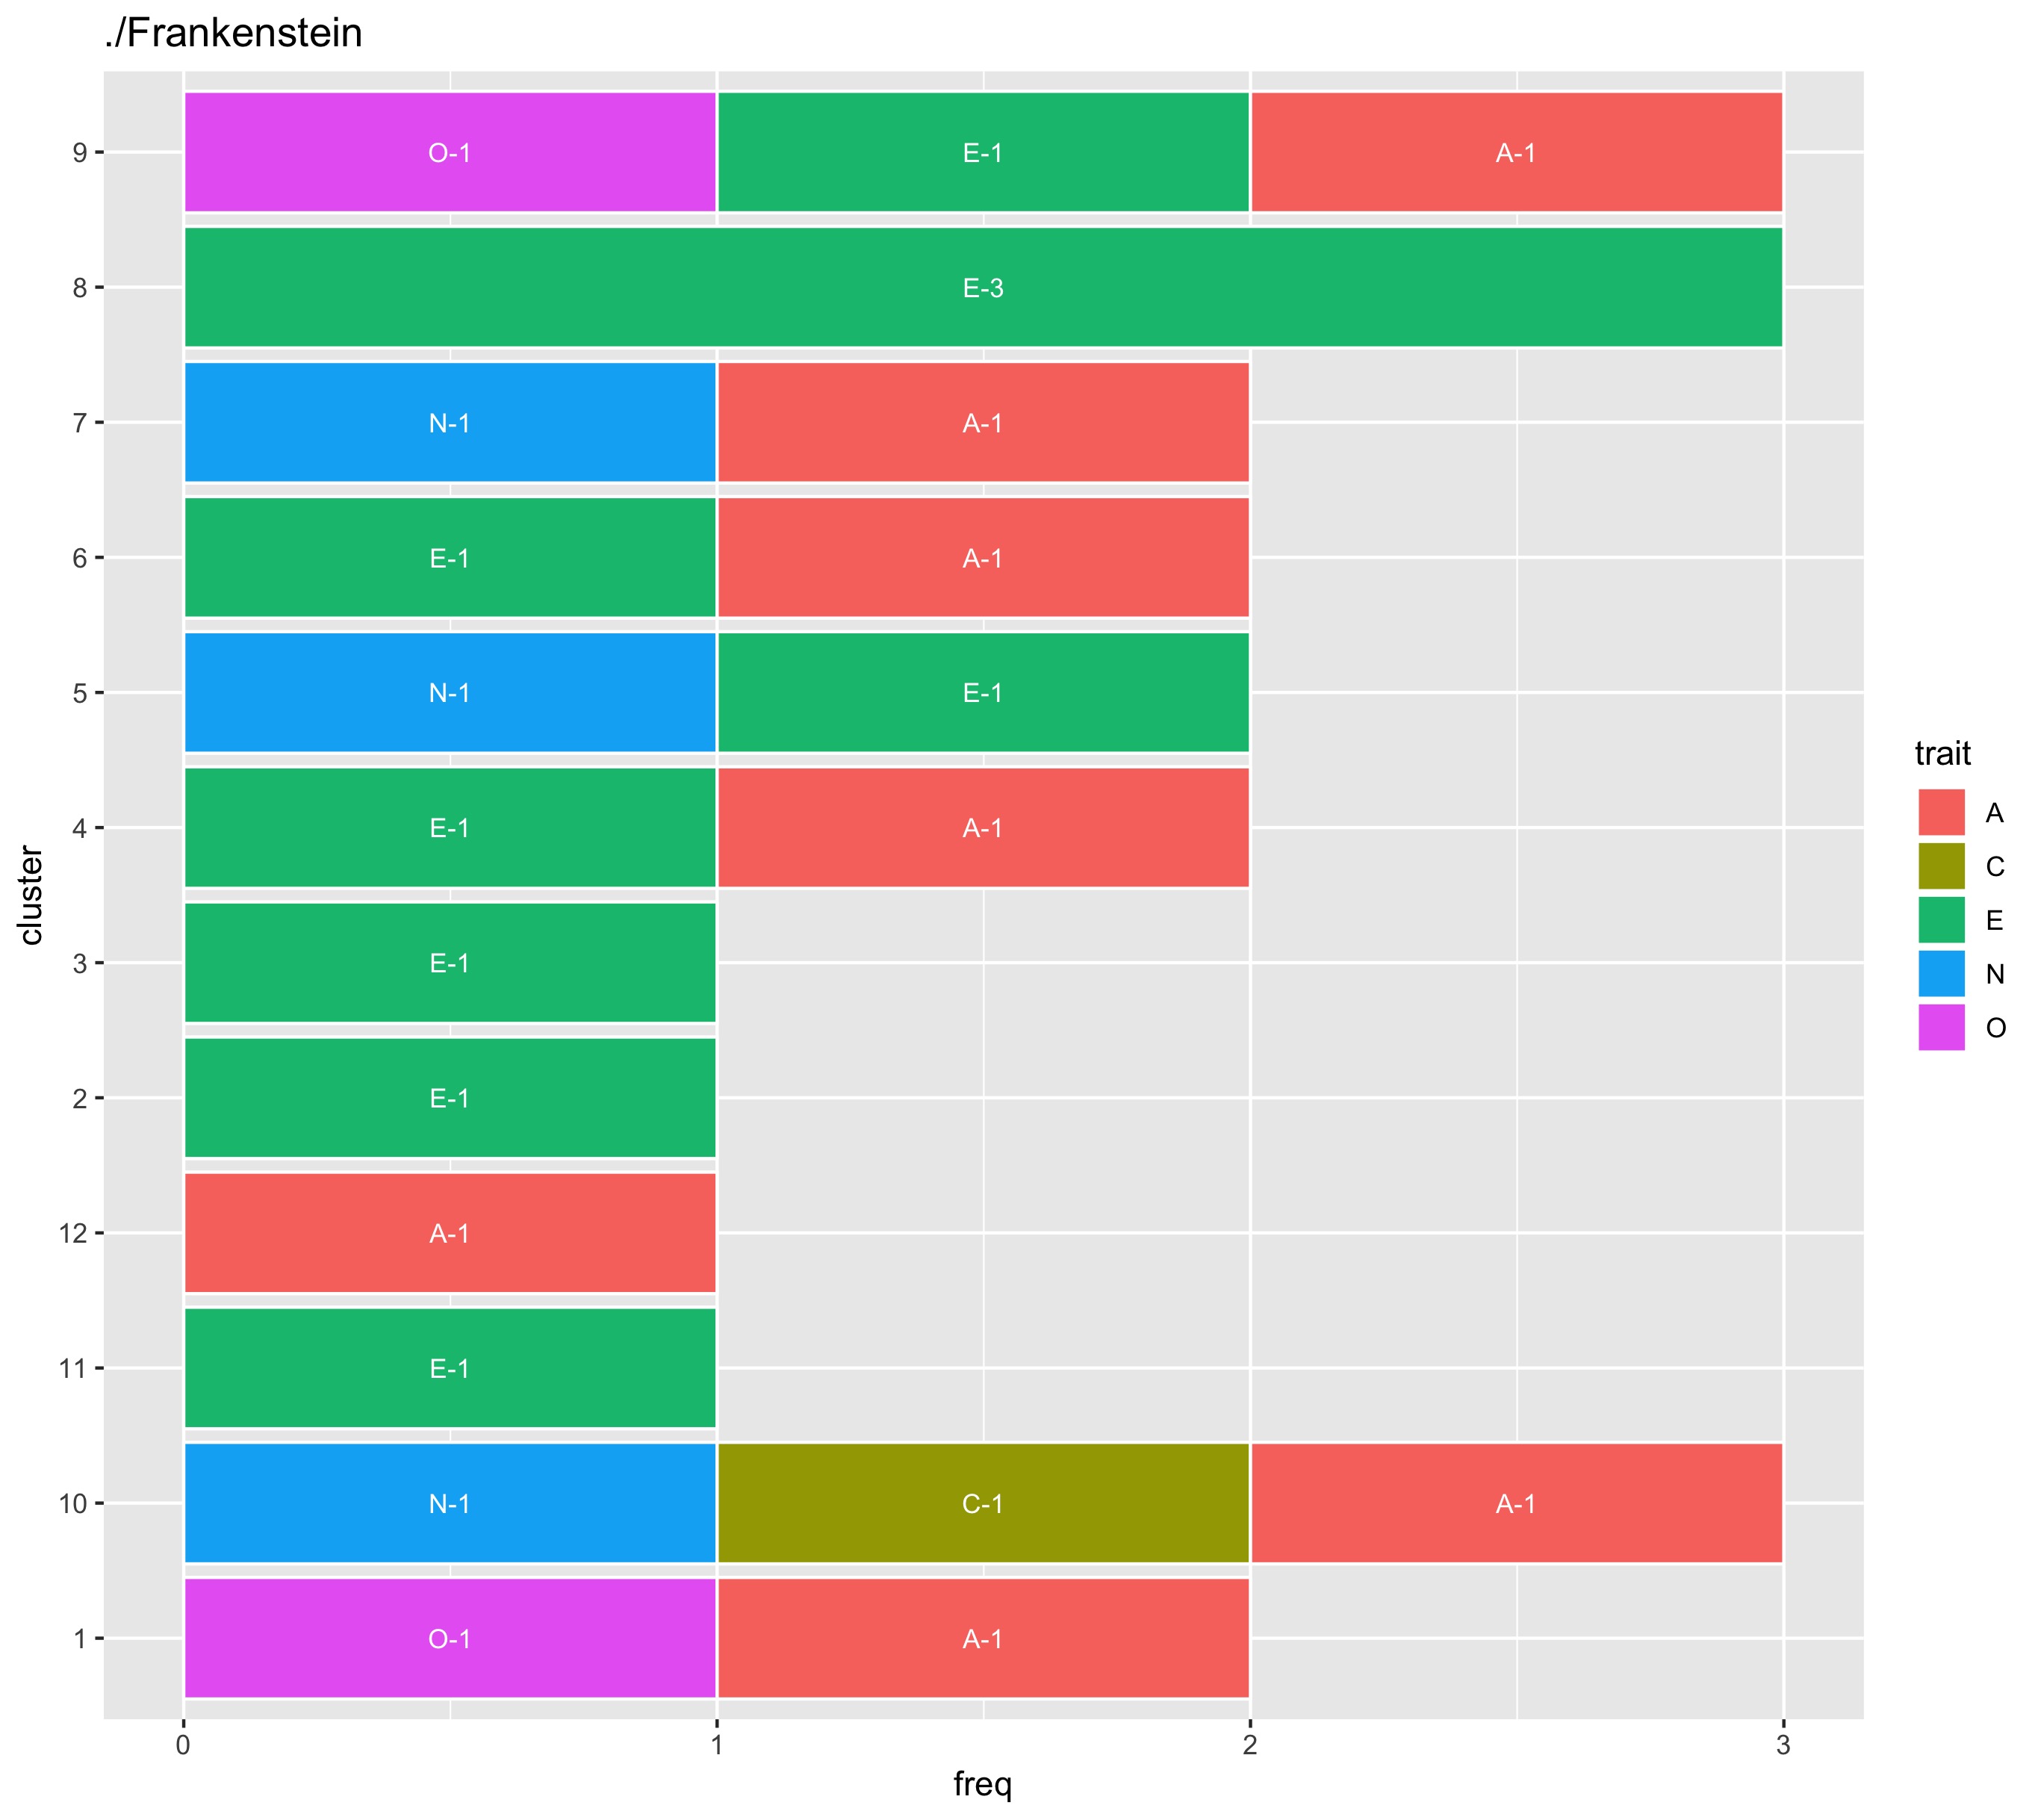 ./Frankenstein
9 O-1 E-1 A-1
8 E-3
7 N-1 A-1
6 E-1 A-1
5 N-1 E-1
4 E-1 A-1
3 E-1
2 E-1
12 A-1
11 E-1
10 N-1 C-1 A-1
1 O-1 A-1
0 1 2 3
freq
cluster
trait
A
C
E
N
O